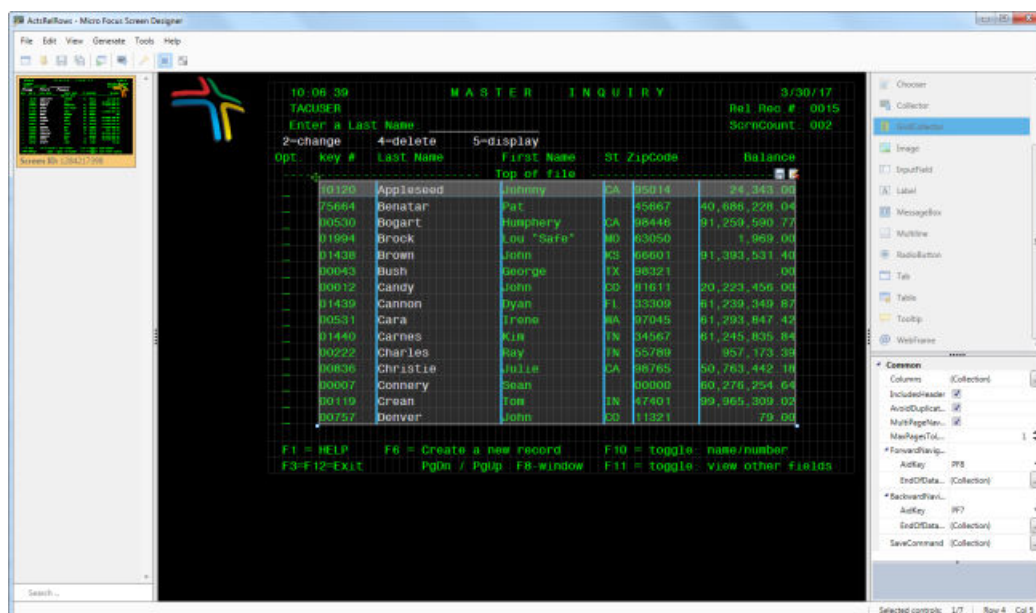 ActsRelRows - Micro Focus Screen Designer
File Edit View Generate Tools Help
10:06:39 MASTER INQUIRY 3/30/17
TACUSER Rel.Rec.# 0015
Enter a Last Name ScrnCount 002
2=change 4=delete 5=display
Opt. key # Last Name First Name St ZipCode Balance
Top of file
10120 Appleseed Johnny CA 95014 24,343.00
75664 Benatar Pat 45667 40,686,228.04
00530 Bogart Humphery CA 98446 91,259,590.77
01994 Brock Lou "Safe" MO 63050 1,969.00
01438 Brown John KS 66601 91,393,531.40
00043 Bush George TX 98321 .00
00012 Candy John CO 81611 20,223,456.00
01439 Cannon Dyan FL 33309 61,239,349.87
00531 Cara Irene MA 97045 61,293,847.42
01440 Carnes Kim TN 34567 61,245,835.84
00222 Charles Ray TN 55789 957,173.39
00836 Christie Julie CA 98765 50,763,442.18
00007 Connery Sean 00000 60,276,254.64
00119 Crean Tom IN 47401 99,965,309.02
00757 Denver John CO 11321 79.00
F1 = HELP F6 = Create a new record F10 = toggle: name/number
F3=F12=Exit PgDn / PgUp F8-window F11 = toggle: view other fields
Screen ID: 1284217398
Search ...
Chooser
Collector
GridCollector
Image
InputField
Label
MessageBox
Multiline
RadioButton
Tab
Table
Tooltip
WebFrame
Common
Columns (Collection)
IncludeHeader
AvoidDuplicat...
MultiPageNav...
MaxPagesToL... 1
ForwardNavig...
AidKey PF8
EndOfData... (Collection)
BackwardNavi...
AidKey PF7
EndOfData... (Collection)
SaveCommand (Collection)
Selected controls: 1/7 Row 4 Col 5